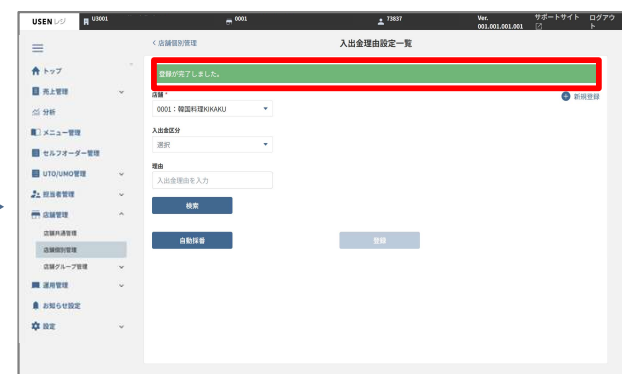 USENレジ U3001 0001 73837 Ver. 001.001.001.001 サポートサイト ログアウト
< 店舗個別管理 入出金理由設定一覧
トップ
登録が完了しました。
売上管理
店舗 *
新規登録
0001：韓国料理KIKAKU
分析
入出金区分
メニュー管理
選択
セルフオーダー管理
理由
UTO/UMO管理
入出金理由を入力
担当者管理
検索
店舗管理
店舗共通管理
自動採番 登録
店舗個別管理
店舗グループ管理
運用管理
お知らせ設定
設定